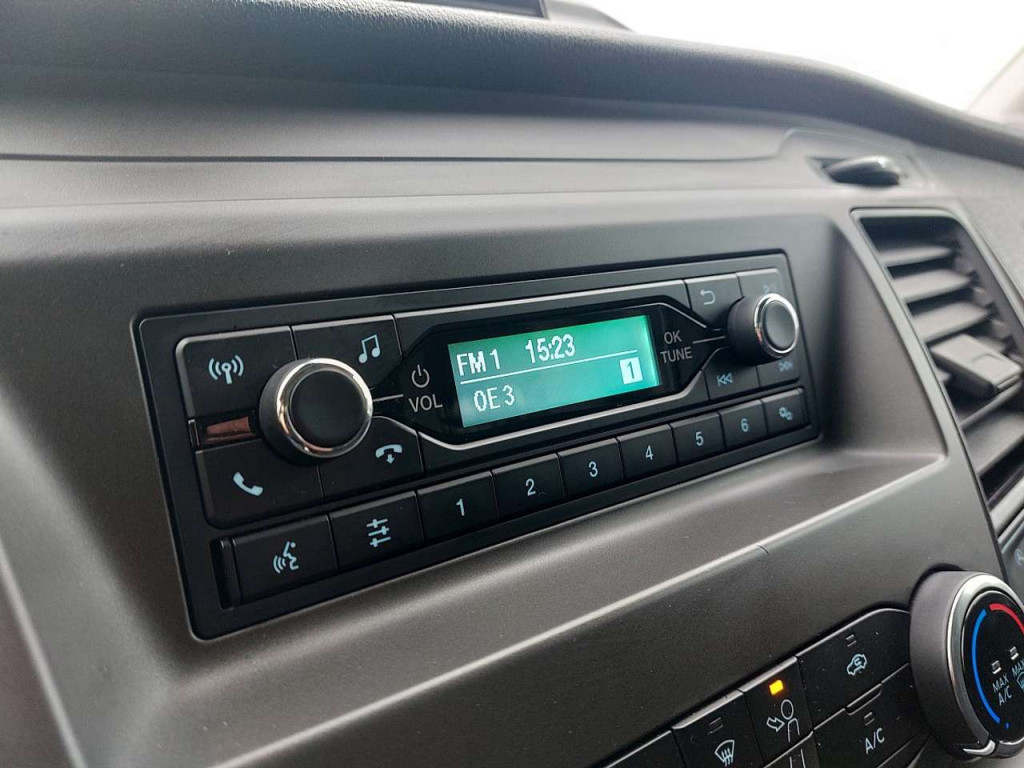 FM 1 15:23
OE 3
1
VOL
OK
TUNE
1 2 3 4 5 6
MAX
A/C
A/C